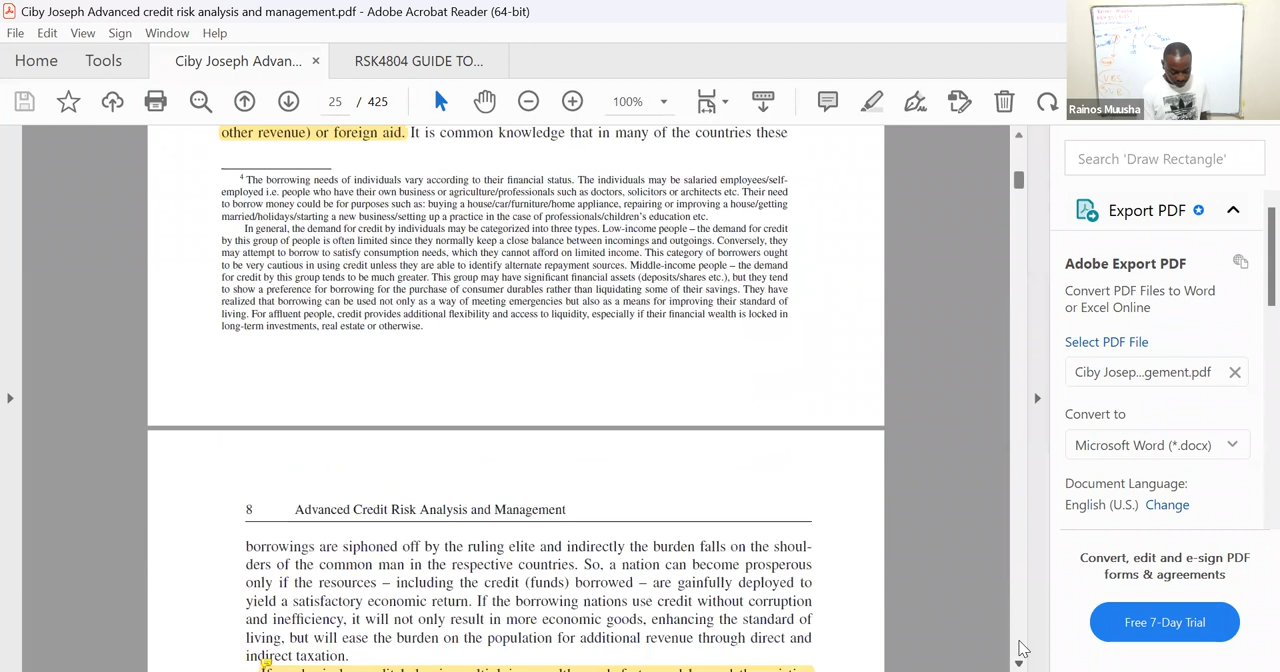 Ciby Joseph Advanced credit risk analysis and management.pdf - Adobe Acrobat Reader (64-bit)
File Edit View Sign Window Help
Home Tools Ciby Joseph Advan... × RSK4804 GUIDE TO...
25 / 425 100%
Rainos Muusha
other revenue) or foreign aid. It is common knowledge that in many of the countries these
4 The borrowing needs of individuals vary according to their financial status. The individuals may be salaried employees/self-
employed i.e. people who have their own business or agriculture/professionals such as doctors, solicitors or architects etc. Their need
to borrow money could be for purposes such as: buying a house/car/furniture/home appliance, repairing or improving a house/getting
married/holidays/starting a new business/setting up a practice in the case of professionals/children's education etc.
In general, the demand for credit by individuals may be categorized into three types. Low-income people – the demand for credit
by this group of people is often limited since they normally keep a close balance between incomings and outgoings. Conversely, they
may attempt to borrow to satisfy consumption needs, which they cannot afford on limited income. This category of borrowers ought
to be very cautious in using credit unless they are able to identify alternate repayment sources. Middle-income people – the demand
for credit by this group tends to be much greater. This group may have significant financial assets (deposits/shares etc.), but they tend
to show a preference for borrowing for the purchase of consumer durables rather than liquidating some of their savings. They have
realized that borrowing can be used not only as a way of meeting emergencies but also as a means for improving their standard of
living. For affluent people, credit provides additional flexibility and access to liquidity, especially if their financial wealth is locked in
long-term investments, real estate or otherwise.
8 Advanced Credit Risk Analysis and Management
borrowings are siphoned off by the ruling elite and indirectly the burden falls on the shoul-
ders of the common man in the respective countries. So, a nation can become prosperous
only if the resources – including the credit (funds) borrowed – are gainfully deployed to
yield a satisfactory economic return. If the borrowing nations use credit without corruption
and inefficiency, it will not only result in more economic goods, enhancing the standard of
living, but will ease the burden on the population for additional revenue through direct and
indirect taxation.
Search 'Draw Rectangle'
Export PDF
Adobe Export PDF
Convert PDF Files to Word
or Excel Online
Select PDF File
Ciby Josep...gement.pdf
Convert to
Microsoft Word (*.docx)
Document Language:
English (U.S.) Change
Convert, edit and e-sign PDF
forms & agreements
Free 7-Day Trial